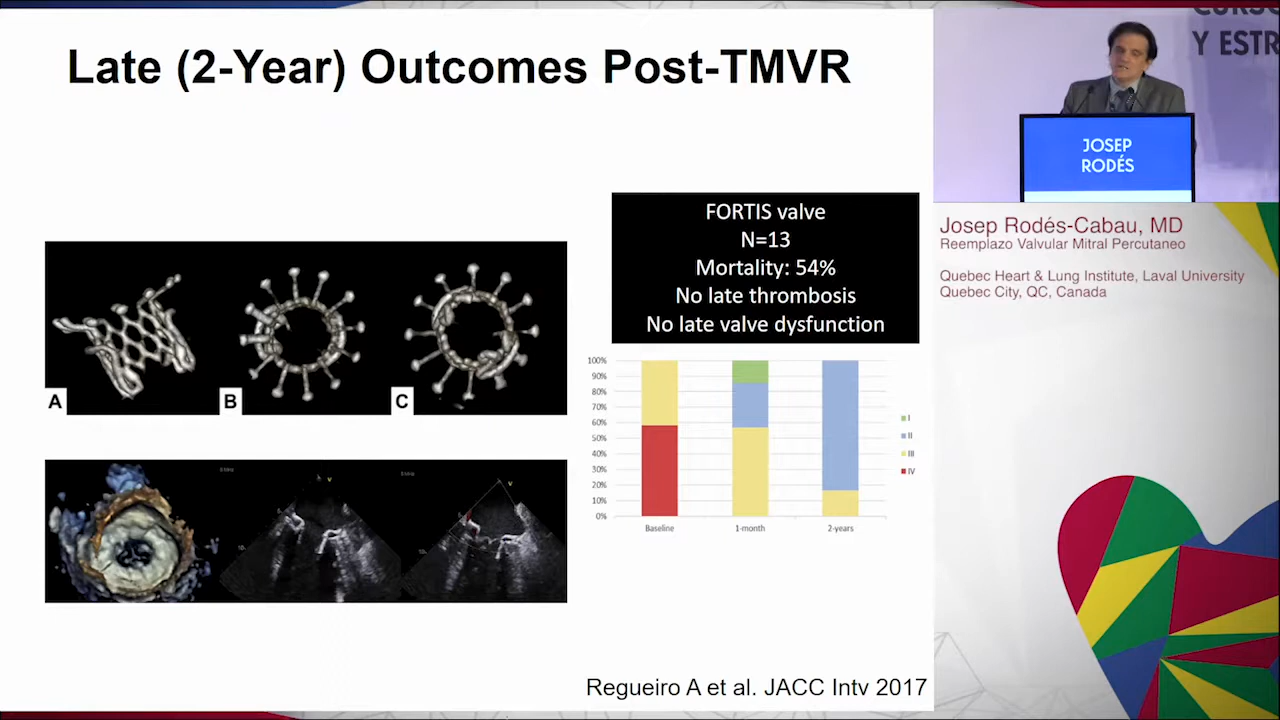 Late (2-Year) Outcomes Post-TMVR
CURSO
Y ESTR
JOSEP
RODÉS
Josep Rodés-Cabau, MD
Reemplazo Valvular Mitral Percutaneo
Quebec Heart & Lung Institute, Laval University
Quebec City, QC, Canada
FORTIS valve
N=13
Mortality: 54%
No late thrombosis
No late valve dysfunction
A
B
C
100%
90%
80%
70%
60%
50%
40%
30%
20%
10%
0%
Baseline
1-month
2-years
I
II
III
IV
V
V
Regueiro A et al. JACC Intv 2017